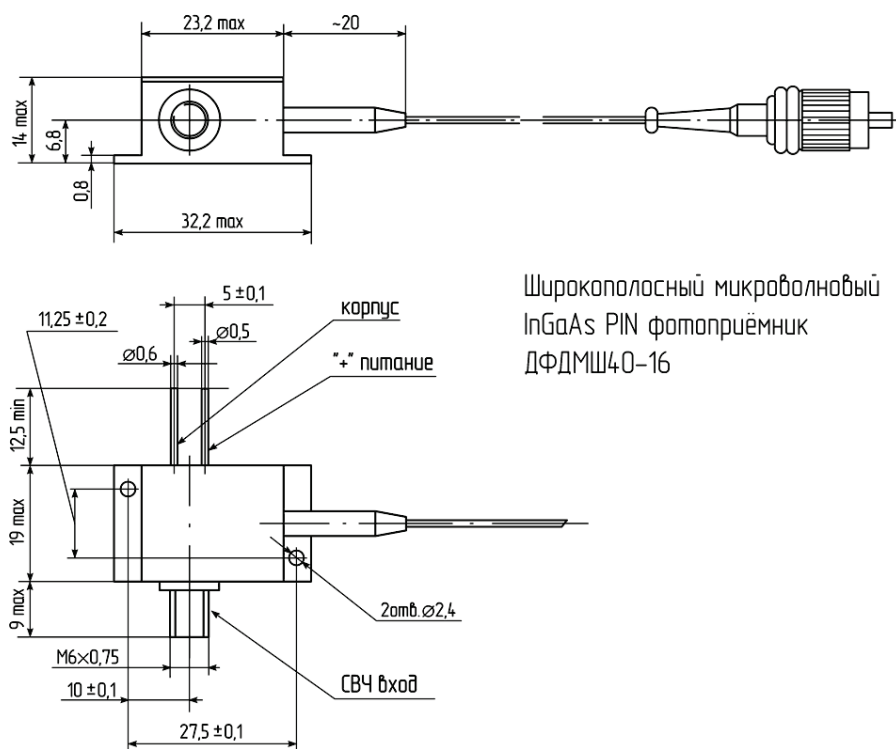 23,2 max
~20
14 max
6,8
0,8
32,2 max
Широкополосный микроволновый
InGaAs PIN фотоприёмник
ДФДМШ40-16
5 ±0,1
корпус
11,25 ±0,2
⌀0,5
⌀0,6
"+" питание
12,5 min
19 max
9 max
2отв.⌀2,4
М6×0,75
СВЧ вход
10 ±0,1
27,5 ±0,1